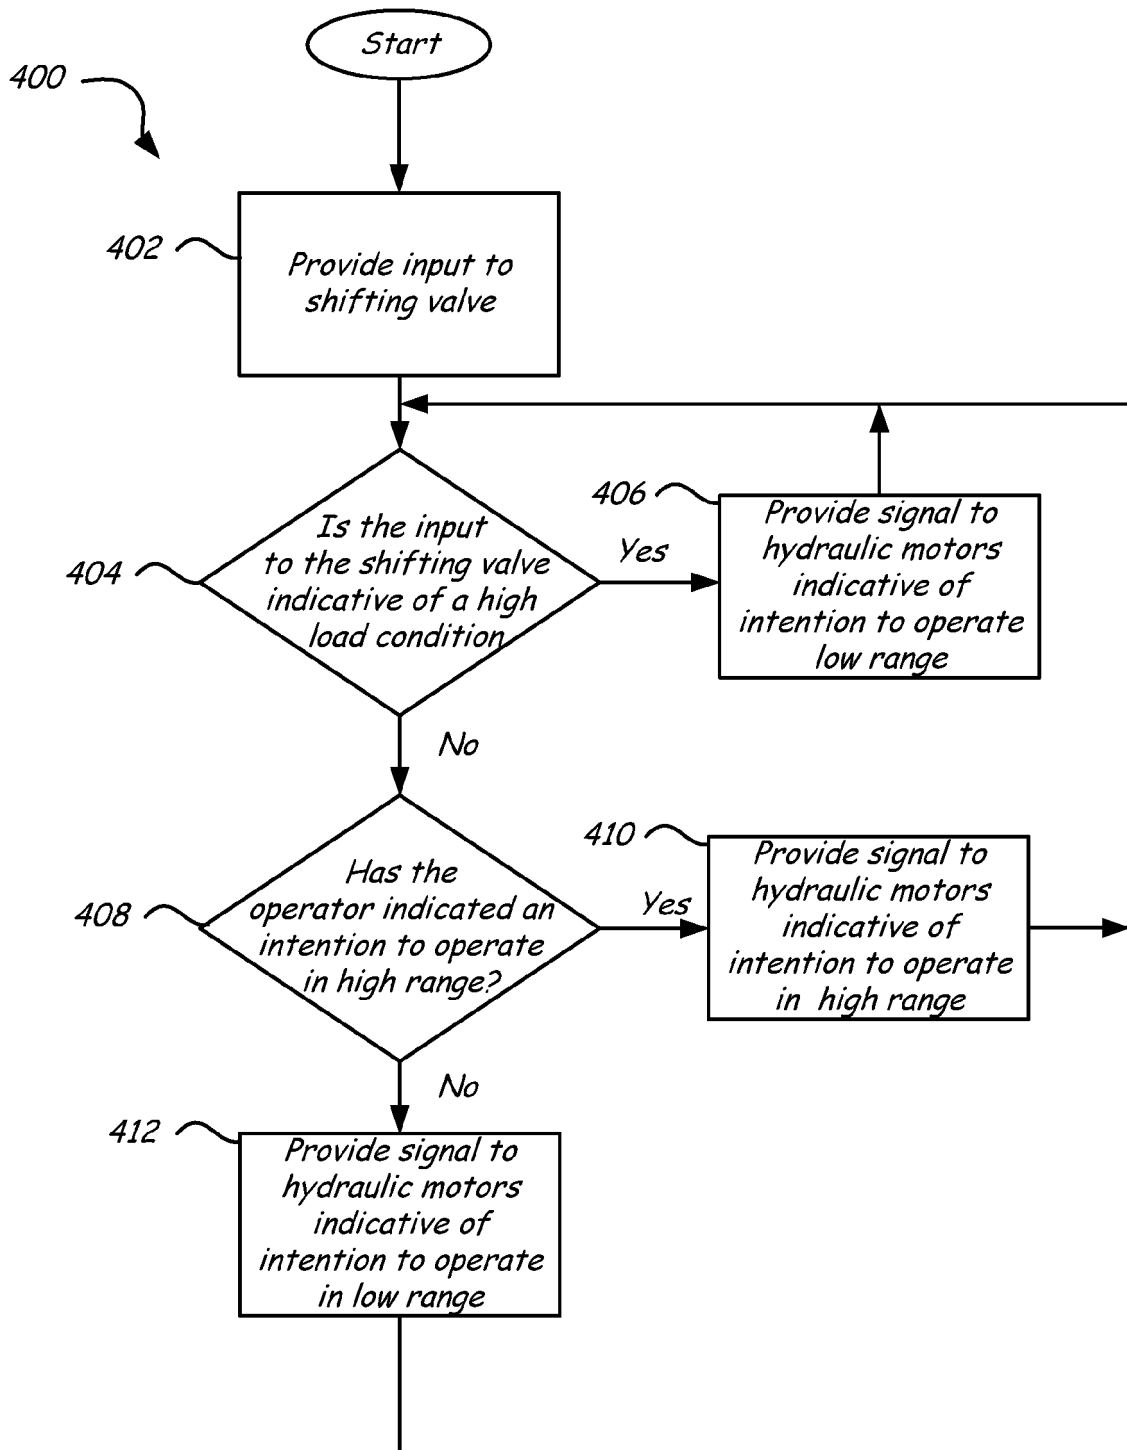 Start
400
402
Provide input to
shifting valve
404
Is the input
to the shifting valve
indicative of a high
load condition
Yes
406
Provide signal to
hydraulic motors
indicative of
intention to operate
low range
No
408
Has the
operator indicated an
intention to operate
in high range?
Yes
410
Provide signal to
hydraulic motors
indicative of
intention to operate
in high range
No
412
Provide signal to
hydraulic motors
indicative of
intention to operate
in low range